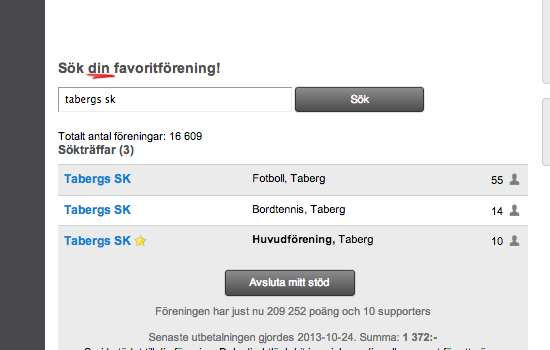 Sök din favoritförening!
tabergs sk Sök
Totalt antal föreningar: 16 609
Sökträffar (3)
Tabergs SK Fotboll, Taberg 55
Tabergs SK Bordtennis, Taberg 14
Tabergs SK Huvudförening, Taberg 10
Avsluta mitt stöd
Föreningen har just nu 209 252 poäng och 10 supporters
Senaste utbetalningen gjordes 2013-10-24. Summa: 1 372:-